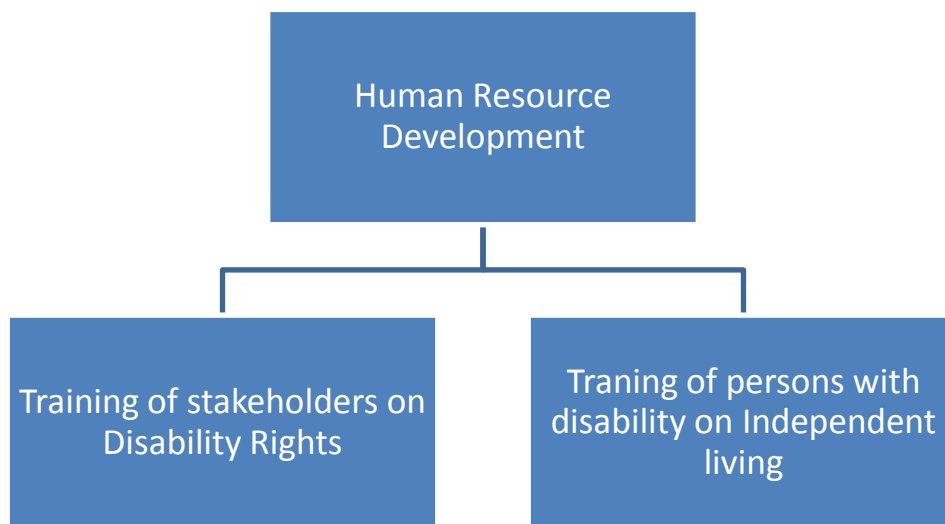 Human Resource
Development
Training of stakeholders on
Disability Rights
Traning of persons with
disability on Independent
living